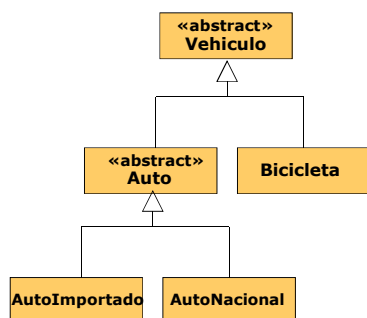 «abstract»
Vehiculo
«abstract»
Auto
Bicicleta
AutoImportado
AutoNacional